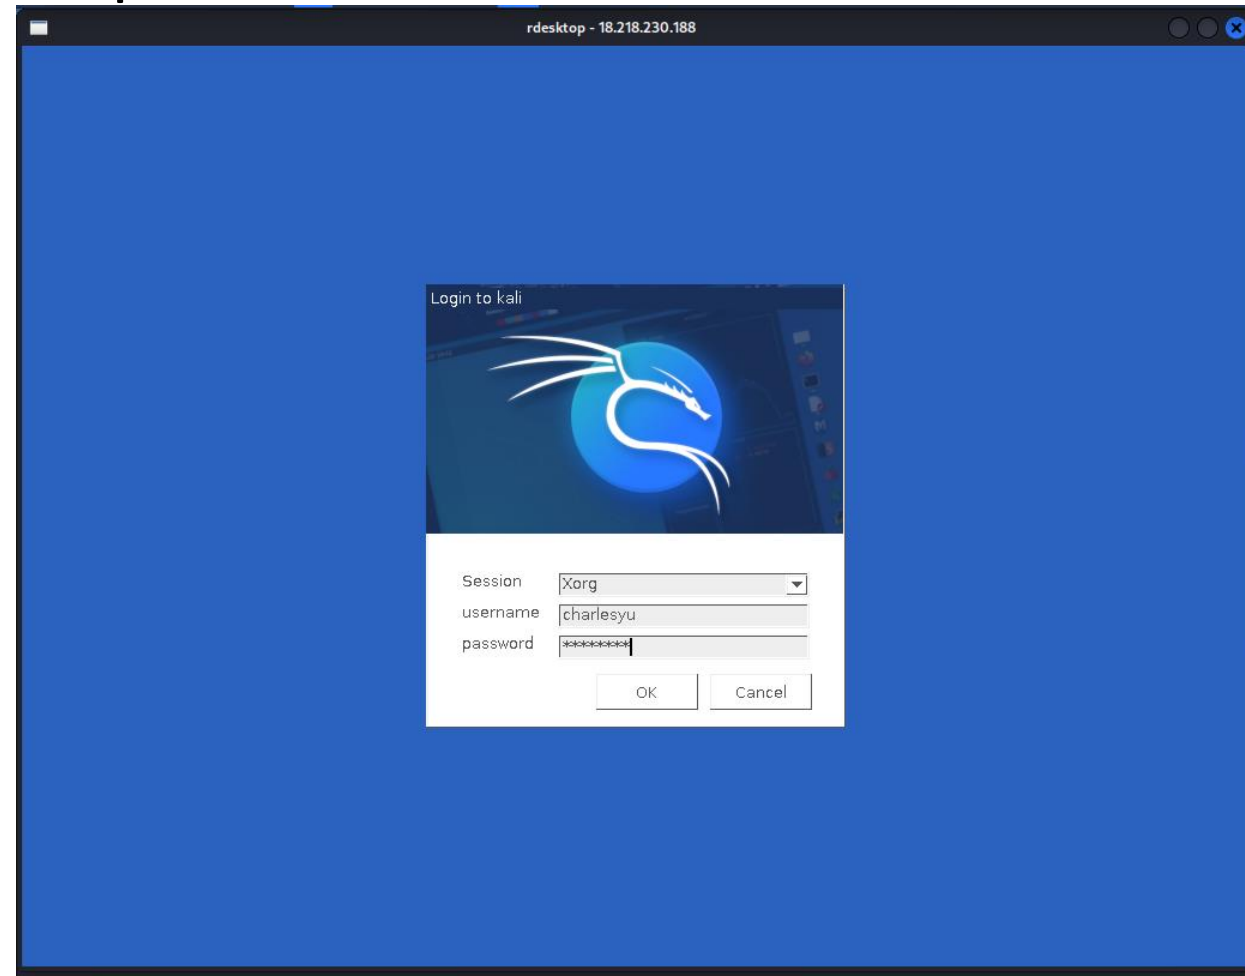 rdesktop - 18.218.230.188
Login to kali
Session Xorg
username charlesyu
password ********
OK Cancel